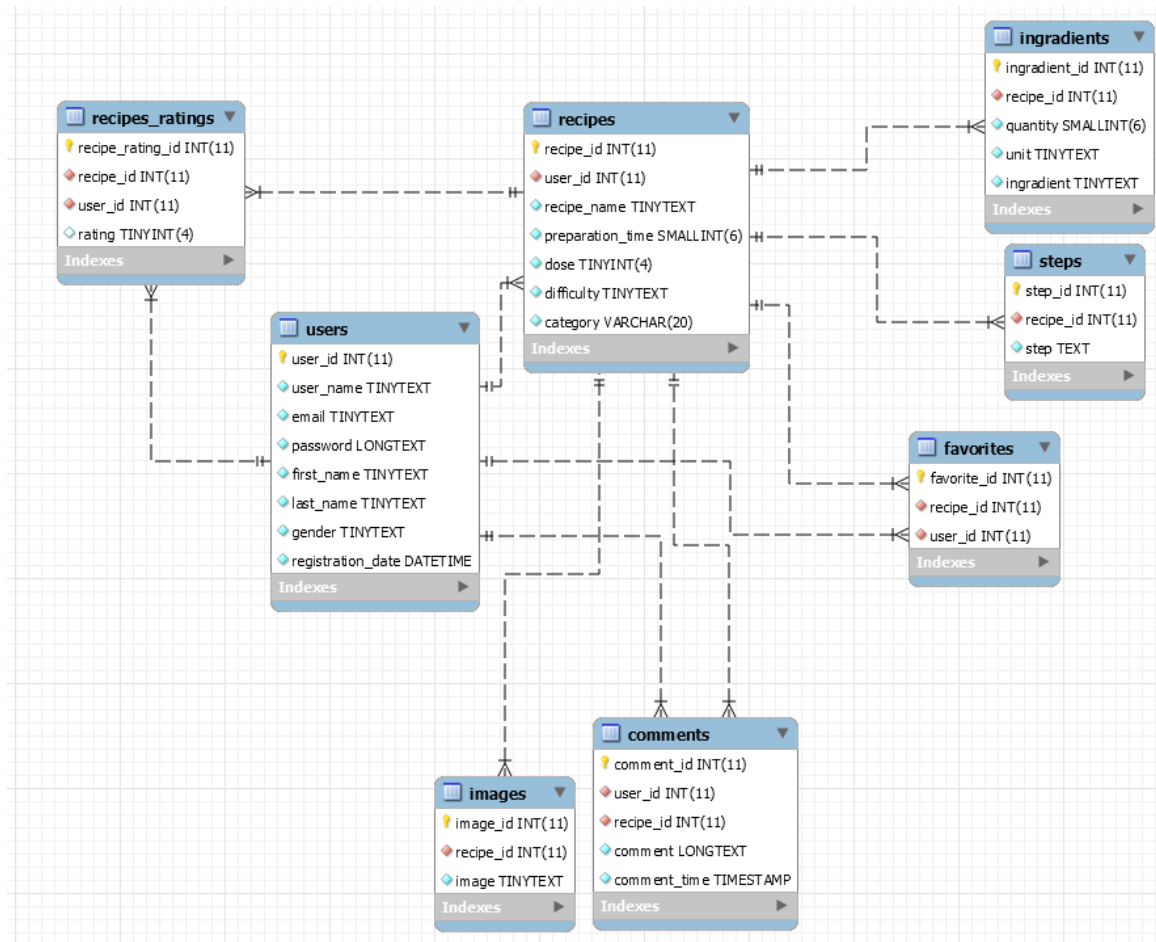 recipes_ratings
recipe_rating_id INT(11)
recipe_id INT(11)
user_id INT(11)
rating TINYINT(4)
Indexes
users
user_id INT(11)
user_name TINYTEXT
email TINYTEXT
password LONGTEXT
first_name TINYTEXT
last_name TINYTEXT
gender TINYTEXT
registration_date DATETIME
Indexes
recipes
recipe_id INT(11)
user_id INT(11)
recipe_name TINYTEXT
preparation_time SMALLINT(6)
dose TINYINT(4)
difficulty TINYTEXT
category VARCHAR(20)
Indexes
ingradients
ingradient_id INT(11)
recipe_id INT(11)
quantity SMALLINT(6)
unit TINYTEXT
ingradient TINYTEXT
Indexes
steps
step_id INT(11)
recipe_id INT(11)
step TEXT
Indexes
favorites
favorite_id INT(11)
recipe_id INT(11)
user_id INT(11)
Indexes
images
image_id INT(11)
recipe_id INT(11)
image TINYTEXT
Indexes
comments
comment_id INT(11)
user_id INT(11)
recipe_id INT(11)
comment LONGTEXT
comment_time TIMESTAMP
Indexes